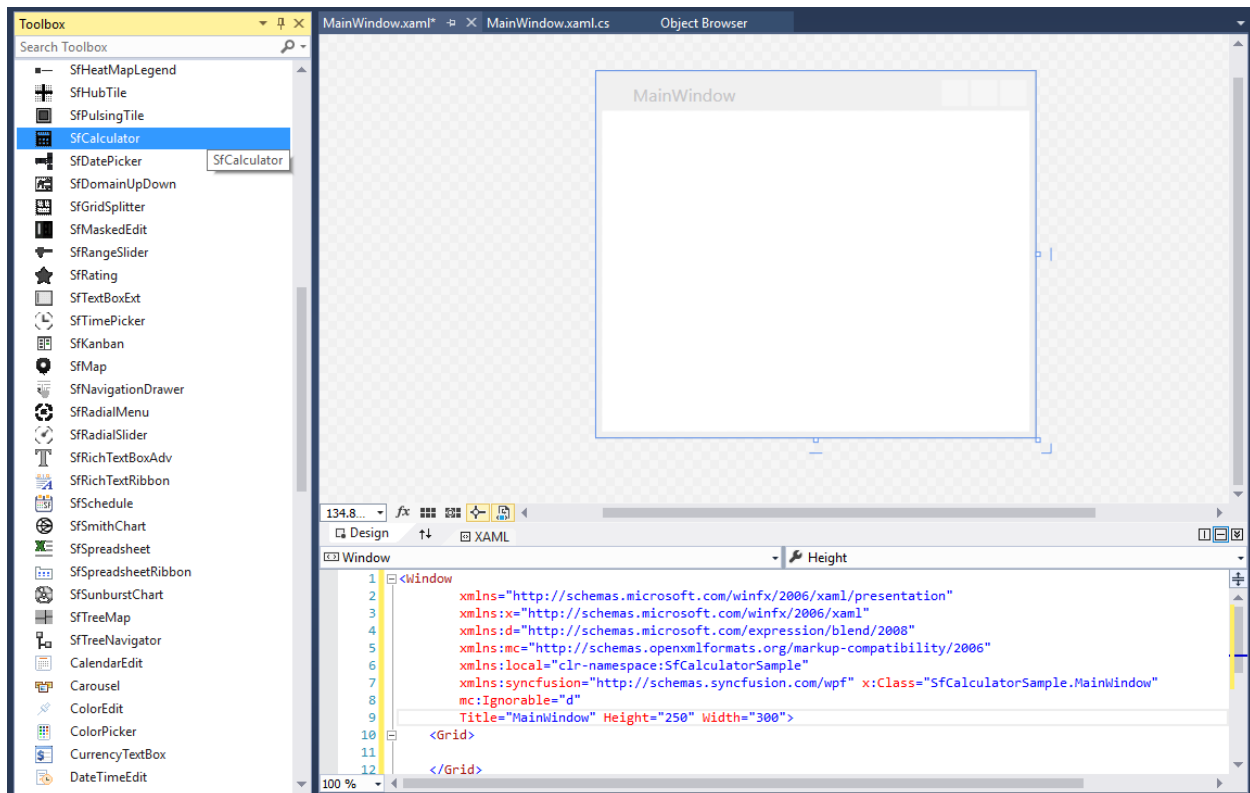 Toolbox
Search Toolbox
SfHeatMapLegend
SfHubTile
SfPulsingTile
SfCalculator
SfCalculator
SfDatePicker
SfDomainUpDown
SfGridSplitter
SfMaskedEdit
SfRangeSlider
SfRating
SfTextBoxExt
SfTimePicker
SfKanban
SfMap
SfNavigationDrawer
SfRadialMenu
SfRadialSlider
SfRichTextBoxAdv
SfRichTextRibbon
SfSchedule
SfSmithChart
SfSpreadsheet
SfSpreadsheetRibbon
SfSunburstChart
SfTreeMap
SfTreeNavigator
CalendarEdit
Carousel
ColorEdit
ColorPicker
CurrencyTextBox
DateTimeEdit
MainWindow.xaml* MainWindow.xaml.cs Object Browser
MainWindow
134.8... fx
Design XAML
Window Height
1 <Window
2 xmlns="http://schemas.microsoft.com/winfx/2006/xaml/presentation"
3 xmlns:x="http://schemas.microsoft.com/winfx/2006/xaml"
4 xmlns:d="http://schemas.microsoft.com/expression/blend/2008"
5 xmlns:mc="http://schemas.openxmlformats.org/markup-compatibility/2006"
6 xmlns:local="clr-namespace:SfCalculatorSample"
7 xmlns:syncfusion="http://schemas.syncfusion.com/wpf" x:Class="SfCalculatorSample.MainWindow"
8 mc:Ignorable="d"
9 Title="MainWindow" Height="250" Width="300">
10 <Grid>
11
12 </Grid>
100 %